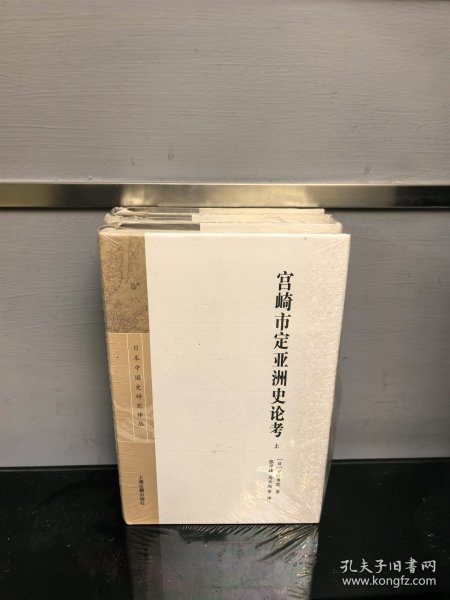 宫崎市定亚洲史论考
上
日本中国史研究译丛
上海古籍出版社
孔夫子旧书网
www.kongfz.com